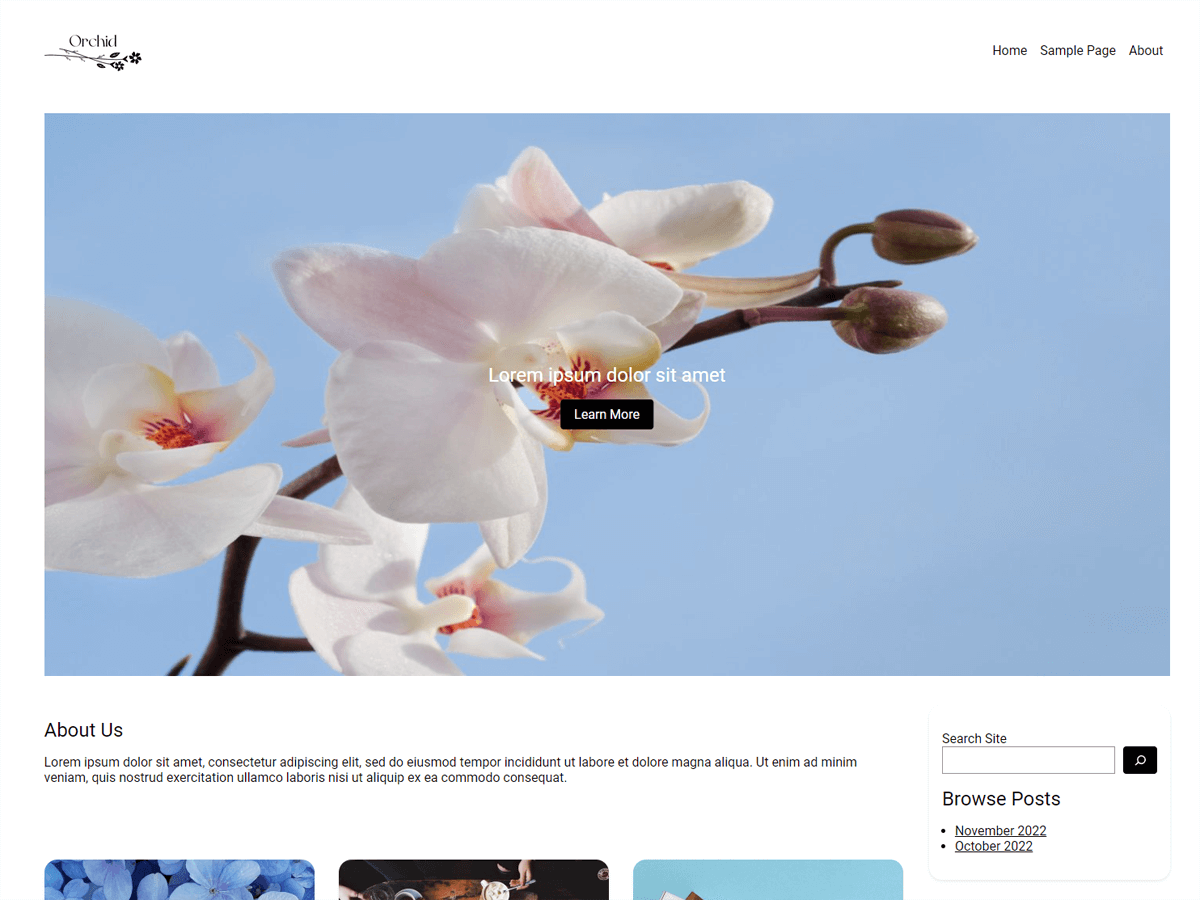 Orchid
Home Sample Page About
Lorem ipsum dolor sit amet
Learn More
About Us
Lorem ipsum dolor sit amet, consectetur adipiscing elit, sed do eiusmod tempor incididunt ut labore et dolore magna aliqua. Ut enim ad minim
veniam, quis nostrud exercitation ullamco laboris nisi ut aliquip ex ea commodo consequat.
Search Site
Browse Posts
November 2022
October 2022